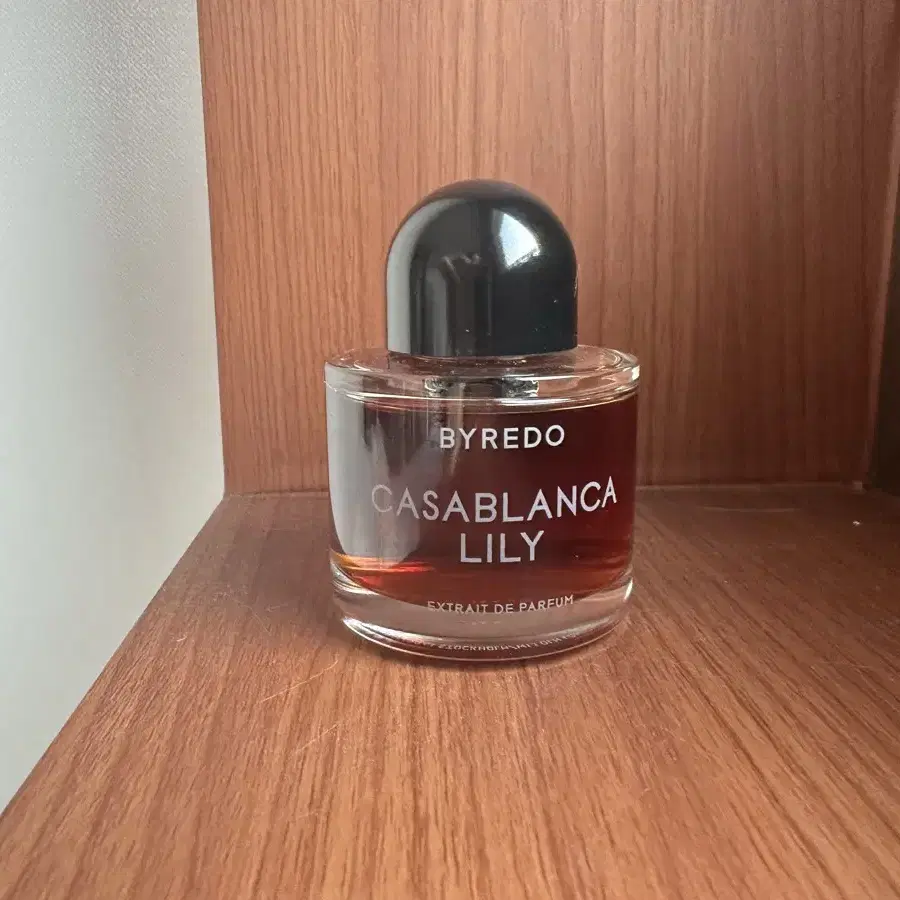 BYREDO
CASABLANCA
LILY
EXTRAIT DE PARFUM